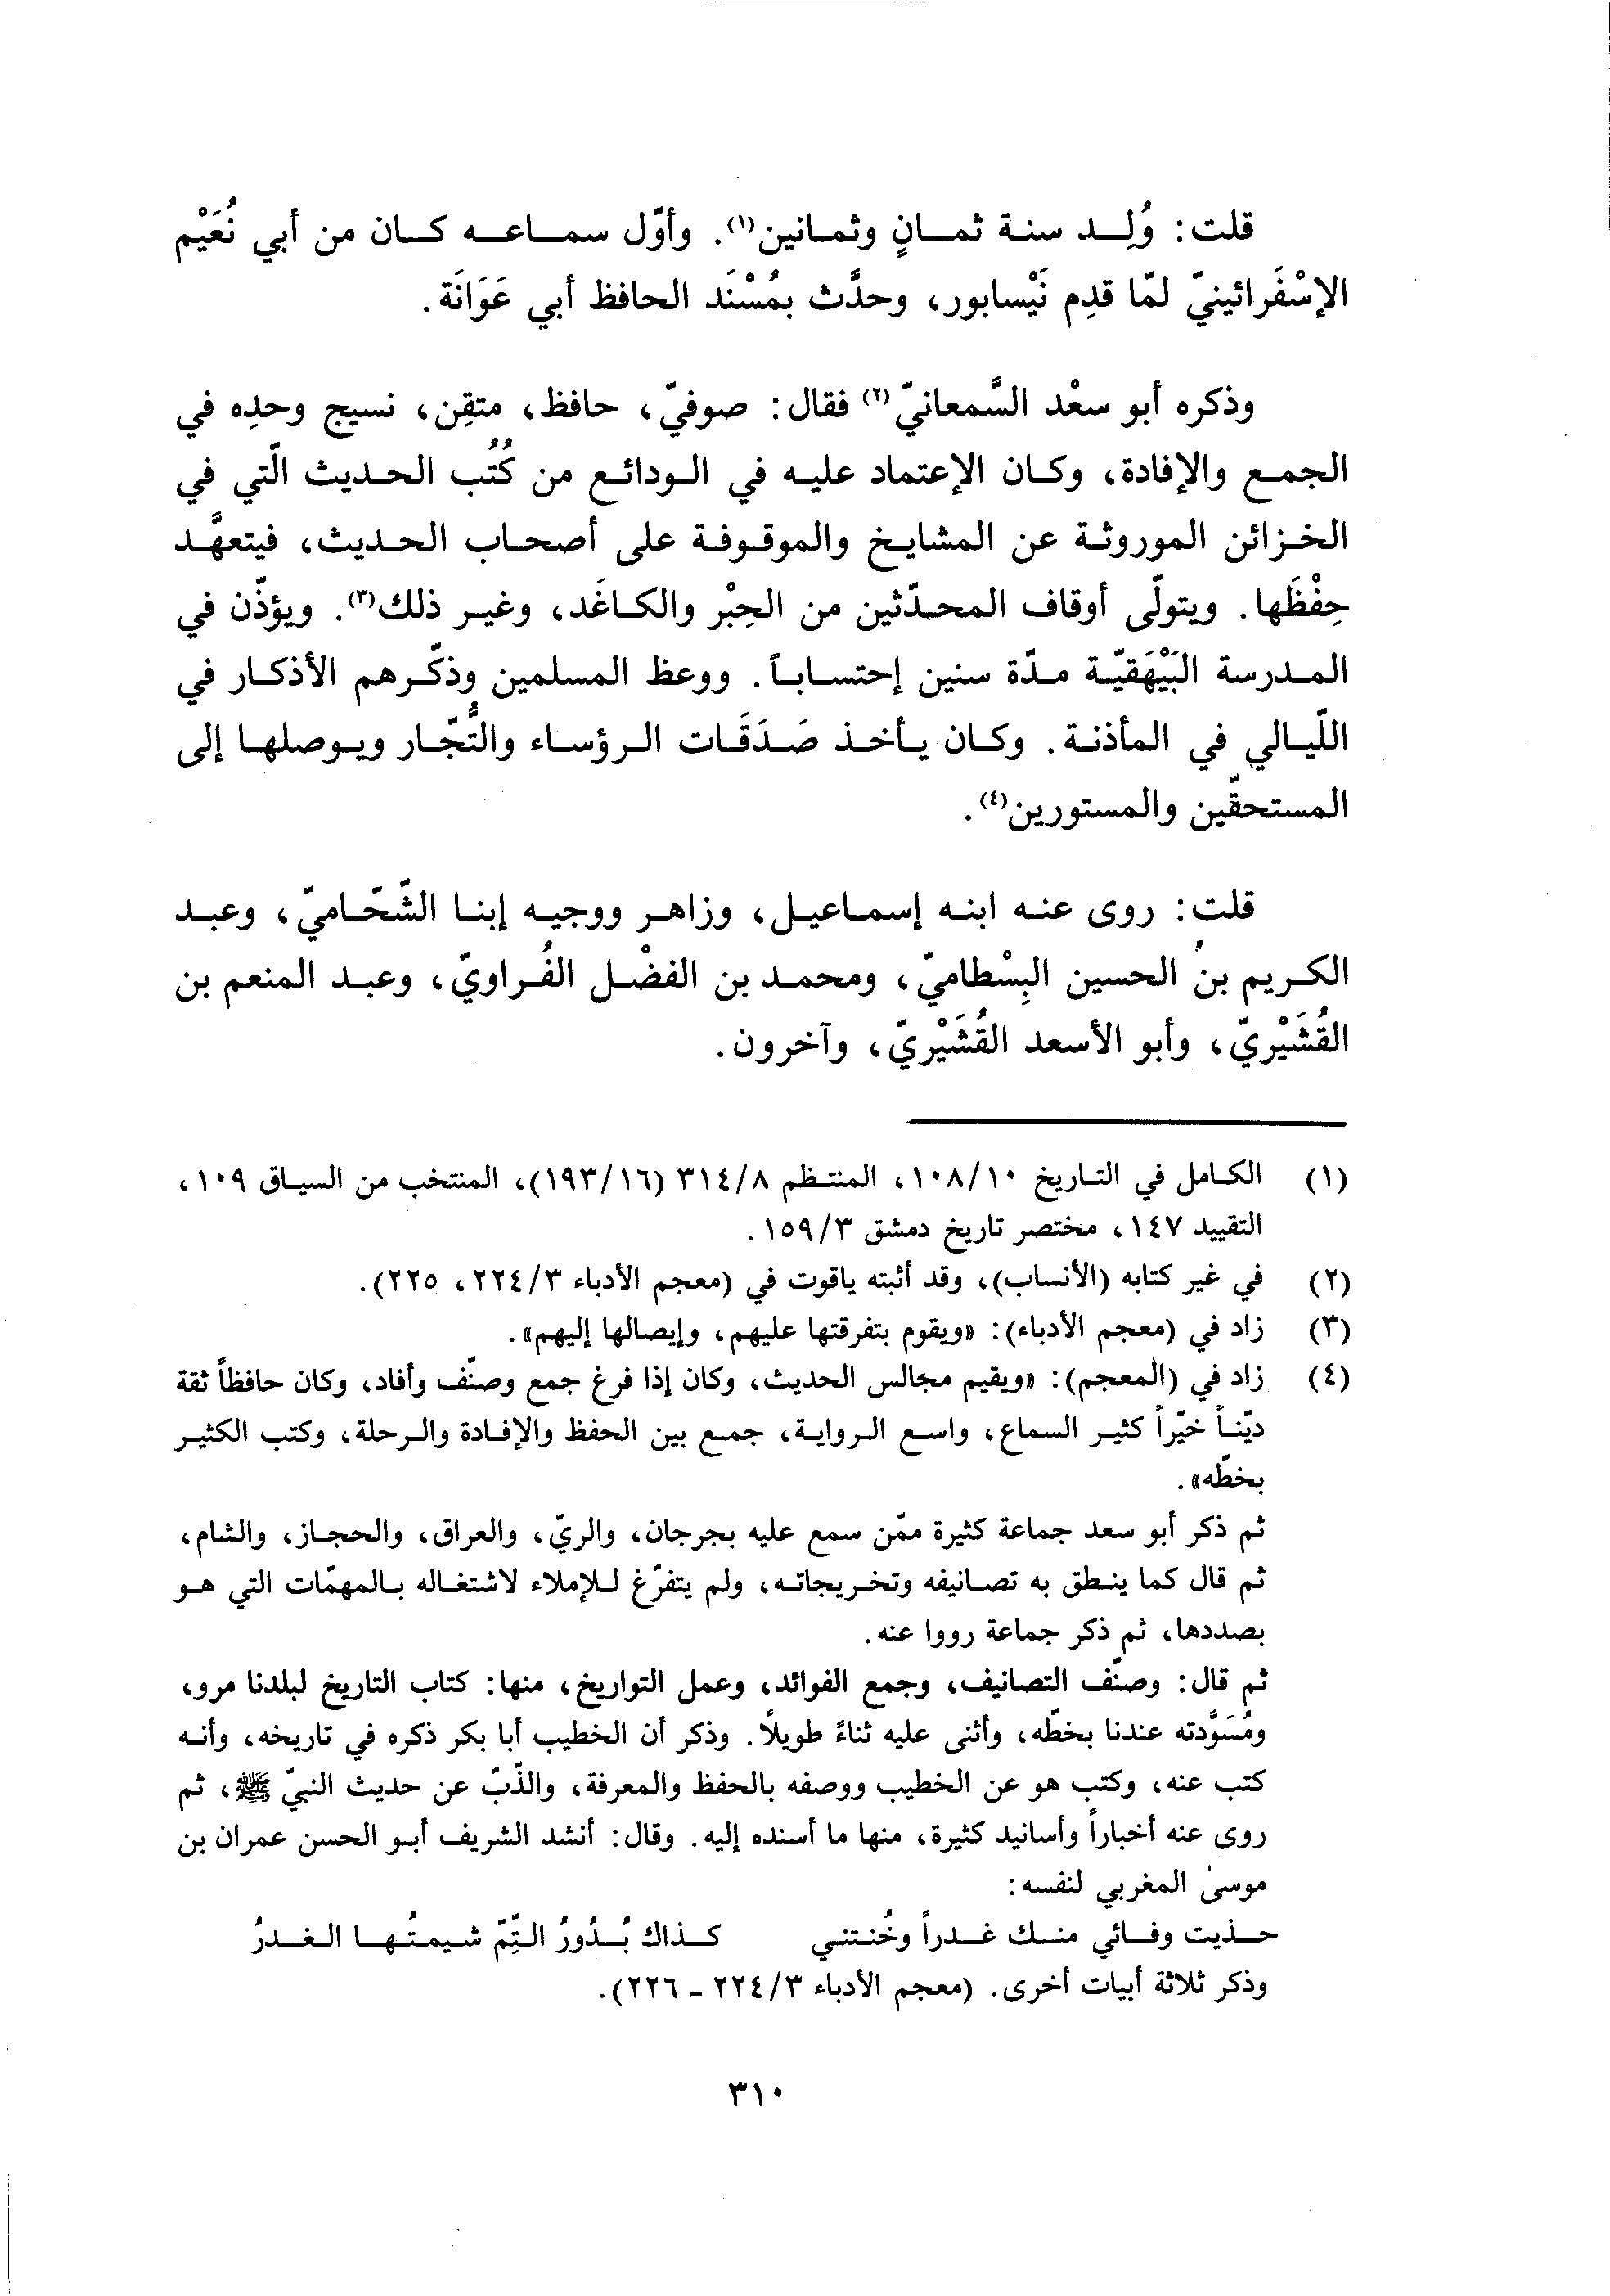 قلت: وُلِد سنة ثمانٍ وثمانين(١). وأوّل سماعه كان من أبي نُعَيْم
الإسْفَرائينيّ لمّا قدِم نَيْسابور، وحدَّث بمُسْنَد الحافظ أبي عَوَانَة.
وذكره أبو سعْد السَّمعانيّ(٢) فقال: صوفيّ، حافظ، متقِن، نسيج وحدِه في
الجمع والإفادة، وكان الإعتماد عليه في الودائع من كُتُب الحديث الّتي في
الخزائن الموروثة عن المشايخ والموقوفة على أصحاب الحديث، فيتعهَّد
حِفْظَها. ويتولّى أوقاف المحدّثين من الحِبْر والكاغَد، وغير ذلك(٣). ويؤذّن في
المدرسة البَيْهَقيّة مدّة سنين إحتساباً. ووعظ المسلمين وذكّرهم الأذكار في
اللّيالي في المأذنة. وكان يأخذ صَدَقَات الرؤساء والتُّجّار ويوصلها إلى
المستحقّين والمستورين(٤).
قلت: روى عنه ابنه إسماعيل، وزاهر ووجيه إبنا الشّحّاميّ، وعبد
الكريم بنُ الحسين البِسْطاميّ، ومحمد بن الفضْل الفُراويّ، وعبد المنعم بن
القُشَيْريّ، وأبو الأسعد القُشَيْريّ، وآخرون.
(١) الكامل في التاريخ ١٠٨/١٠، المنتظم ٣١٤/٨ (١٩٣/١٦)، المنتخب من السياق ١٠٩،
التقييد ١٤٧، مختصر تاريخ دمشق ١٥٩/٣.
(٢) في غير كتابه (الأنساب)، وقد أثبته ياقوت في (معجم الأدباء ٢٢٤/٣، ٢٢٥).
(٣) زاد في (معجم الأدباء): «ويقوم بتفرقتها عليهم، وإيصالها إليهم».
(٤) زاد في (المعجم): «ويقيم مجالس الحديث، وكان إذا فرغ جمع وصنّف وأفاد، وكان حافظاً ثقة
ديّناً خيّراً كثير السماع، واسع الرواية، جمع بين الحفظ والإفادة والرحلة، وكتب الكثير
بخطّه».
ثم ذكر أبو سعد جماعة كثيرة ممّن سمع عليه بجرجان، والريّ، والعراق، والحجاز، والشام،
ثم قال كما ينطق به تصانيفه وتخريجاته، ولم يتفرّغ للإملاء لاشتغاله بالمهمّات التي هو
بصددها، ثم ذكر جماعة رووا عنه.
ثم قال: وصنّف التصانيف، وجمع الفوائد، وعمل التواريخ، منها: كتاب التاريخ لبلدنا مرو،
ومُسَوَّدته عندنا بخطّه، وأثنى عليه ثناءً طويلًا. وذكر أن الخطيب أبا بكر ذكره في تاريخه، وأنه
كتب عنه، وكتب هو عن الخطيب ووصفه بالحفظ والمعرفة، والذّبّ عن حديث النبيّ ﷺ، ثم
روى عنه أخباراً وأسانيد كثيرة، منها ما أسنده إليه. وقال: أنشد الشريف أبو الحسن عمران بن
موسىٰ المغربي لنفسه:
حذيت وفائي منك غدراً وخُنتني كذاك بُدُورُ التِّمّ شيمتُها الغدرُ
وذكر ثلاثة أبيات أخرى. (معجم الأدباء ٢٢٤/٣ - ٢٢٦).
٣١٠